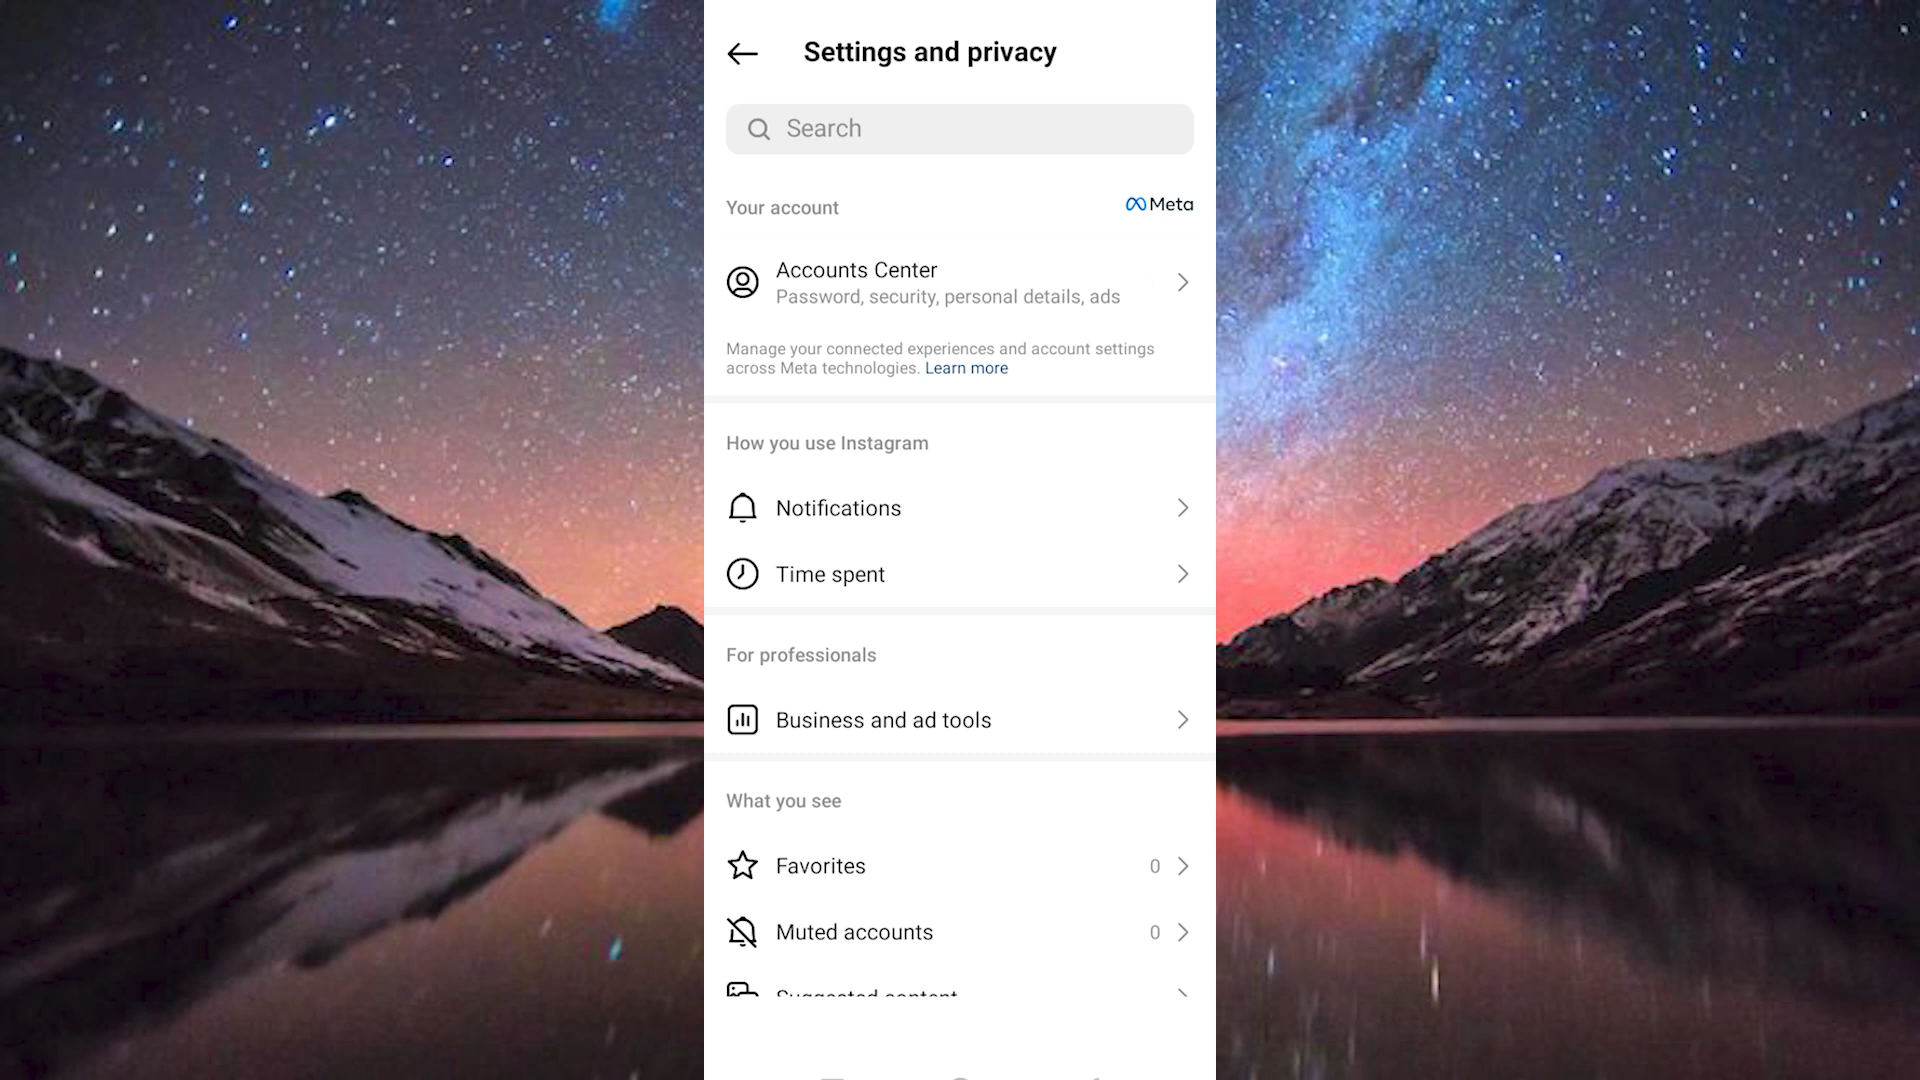 Settings and privacy
Search
Your account
Meta
Accounts Center
Password, security, personal details, ads
Manage your connected experiences and account settings
across Meta technologies. Learn more
How you use Instagram
Notifications
Time spent
For professionals
Business and ad tools
What you see
Favorites 0
Muted accounts 0
Suggested content